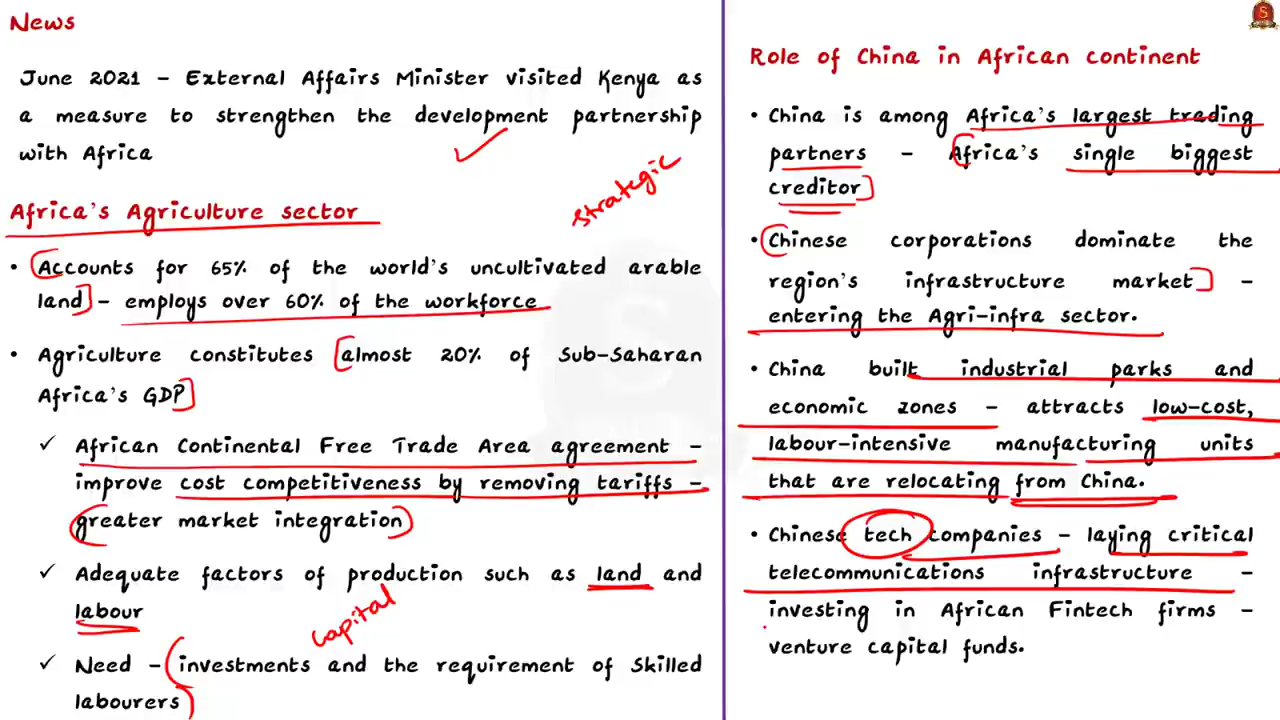 News
June 2021 - External Affairs Minister visited Kenya as
a measure to strengthen the development partnership
with Africa
strategic
Africa's Agriculture sector
• Accounts for 65% of the world's uncultivated arable
land - employs over 60% of the workforce
• Agriculture constitutes almost 20% of Sub-Saharan
Africa's GDP
✓ African Continental Free Trade Area agreement -
improve cost competitiveness by removing tariffs -
greater market integration
✓ Adequate factors of production such as land and
labour
capital
✓ Need - investments and the requirement of Skilled
labourers
Role of China in African continent
• China is among Africa's largest trading
partners - Africa's single biggest
creditor
• Chinese corporations dominate the
region's infrastructure market -
entering the Agri-infra sector.
• China built industrial parks and
economic zones - attracts low-cost,
labour-intensive manufacturing units
that are relocating from China.
• Chinese tech companies - laying critical
telecommunications infrastructure -
investing in African Fintech firms -
venture capital funds.
S